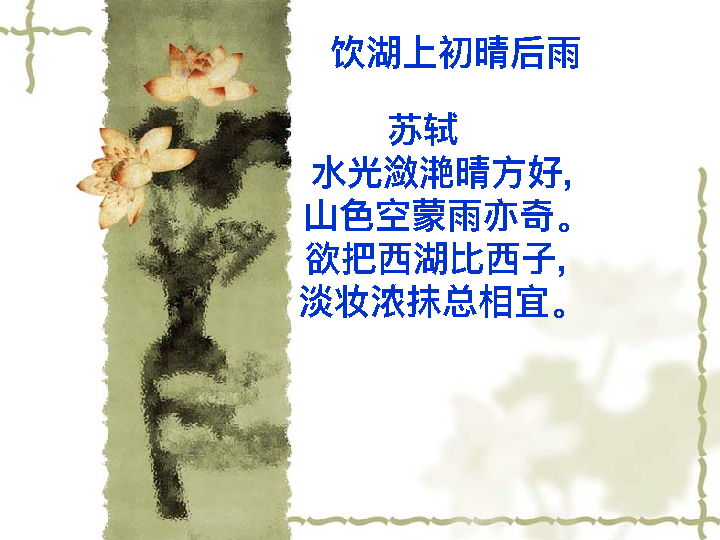 饮湖上初晴后雨
苏轼
水光潋滟晴方好,
山色空蒙雨亦奇。
欲把西湖比西子,
淡妆浓抹总相宜。